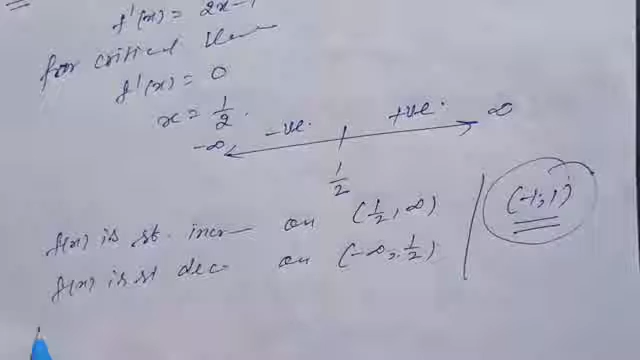 f'(x) = 2x-1
for critical
f'(x) = 0
x = 1/2.
-∞ -ve. +ve. ∞
1/2
f(x) is st. incr on (1/2, ∞)
f(x) is st dec on (-∞, 1/2)
(-1, 1)